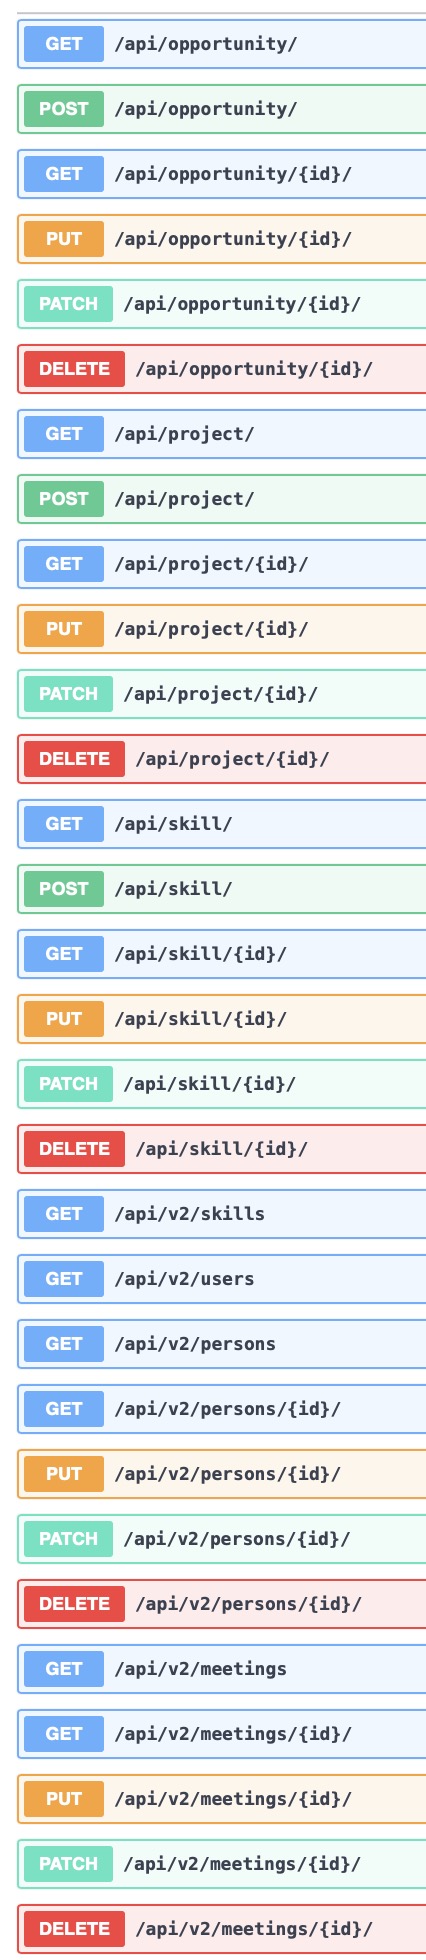 GET /api/opportunity/
POST /api/opportunity/
GET /api/opportunity/{id}/
PUT /api/opportunity/{id}/
PATCH /api/opportunity/{id}/
DELETE /api/opportunity/{id}/
GET /api/project/
POST /api/project/
GET /api/project/{id}/
PUT /api/project/{id}/
PATCH /api/project/{id}/
DELETE /api/project/{id}/
GET /api/skill/
POST /api/skill/
GET /api/skill/{id}/
PUT /api/skill/{id}/
PATCH /api/skill/{id}/
DELETE /api/skill/{id}/
GET /api/v2/skills
GET /api/v2/users
GET /api/v2/persons
GET /api/v2/persons/{id}/
PUT /api/v2/persons/{id}/
PATCH /api/v2/persons/{id}/
DELETE /api/v2/persons/{id}/
GET /api/v2/meetings
GET /api/v2/meetings/{id}/
PUT /api/v2/meetings/{id}/
PATCH /api/v2/meetings/{id}/
DELETE /api/v2/meetings/{id}/